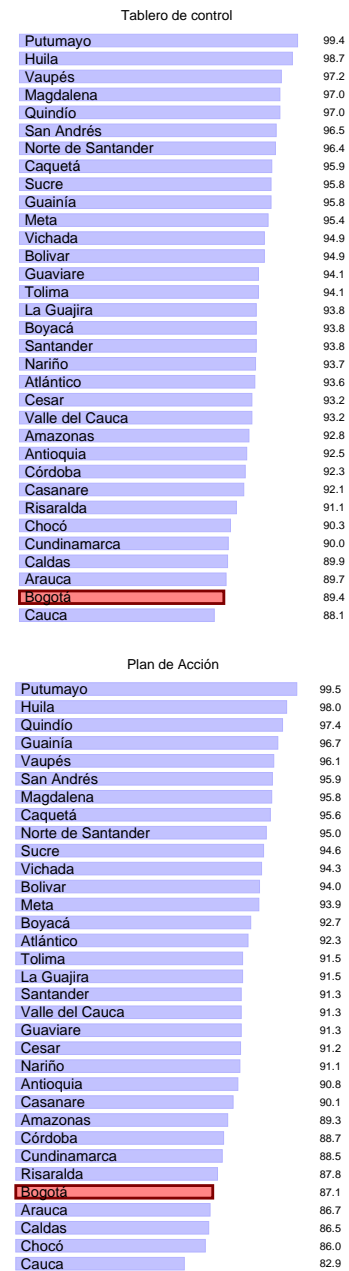 Tablero de control
Putumayo 99.4
Huila 98.7
Vaupés 97.2
Magdalena 97.0
Quindío 97.0
San Andrés 96.5
Norte de Santander 96.4
Caquetá 95.9
Sucre 95.8
Guainía 95.8
Meta 95.4
Vichada 94.9
Bolivar 94.9
Guaviare 94.1
Tolima 94.1
La Guajira 93.8
Boyacá 93.8
Santander 93.8
Nariño 93.7
Atlántico 93.6
Cesar 93.2
Valle del Cauca 93.2
Amazonas 92.8
Antioquia 92.5
Córdoba 92.3
Casanare 92.1
Risaralda 91.1
Chocó 90.3
Cundinamarca 90.0
Caldas 89.9
Arauca 89.7
Bogotá 89.4
Cauca 88.1
Plan de Acción
Putumayo 99.5
Huila 98.0
Quindío 97.4
Guainía 96.7
Vaupés 96.1
San Andrés 95.9
Magdalena 95.8
Caquetá 95.6
Norte de Santander 95.0
Sucre 94.6
Vichada 94.3
Bolivar 94.0
Meta 93.9
Boyacá 92.7
Atlántico 92.3
Tolima 91.5
La Guajira 91.5
Santander 91.3
Valle del Cauca 91.3
Guaviare 91.3
Cesar 91.2
Nariño 91.1
Antioquia 90.8
Casanare 90.1
Amazonas 89.3
Córdoba 88.7
Cundinamarca 88.5
Risaralda 87.8
Bogotá 87.1
Arauca 86.7
Caldas 86.5
Chocó 86.0
Cauca 82.9